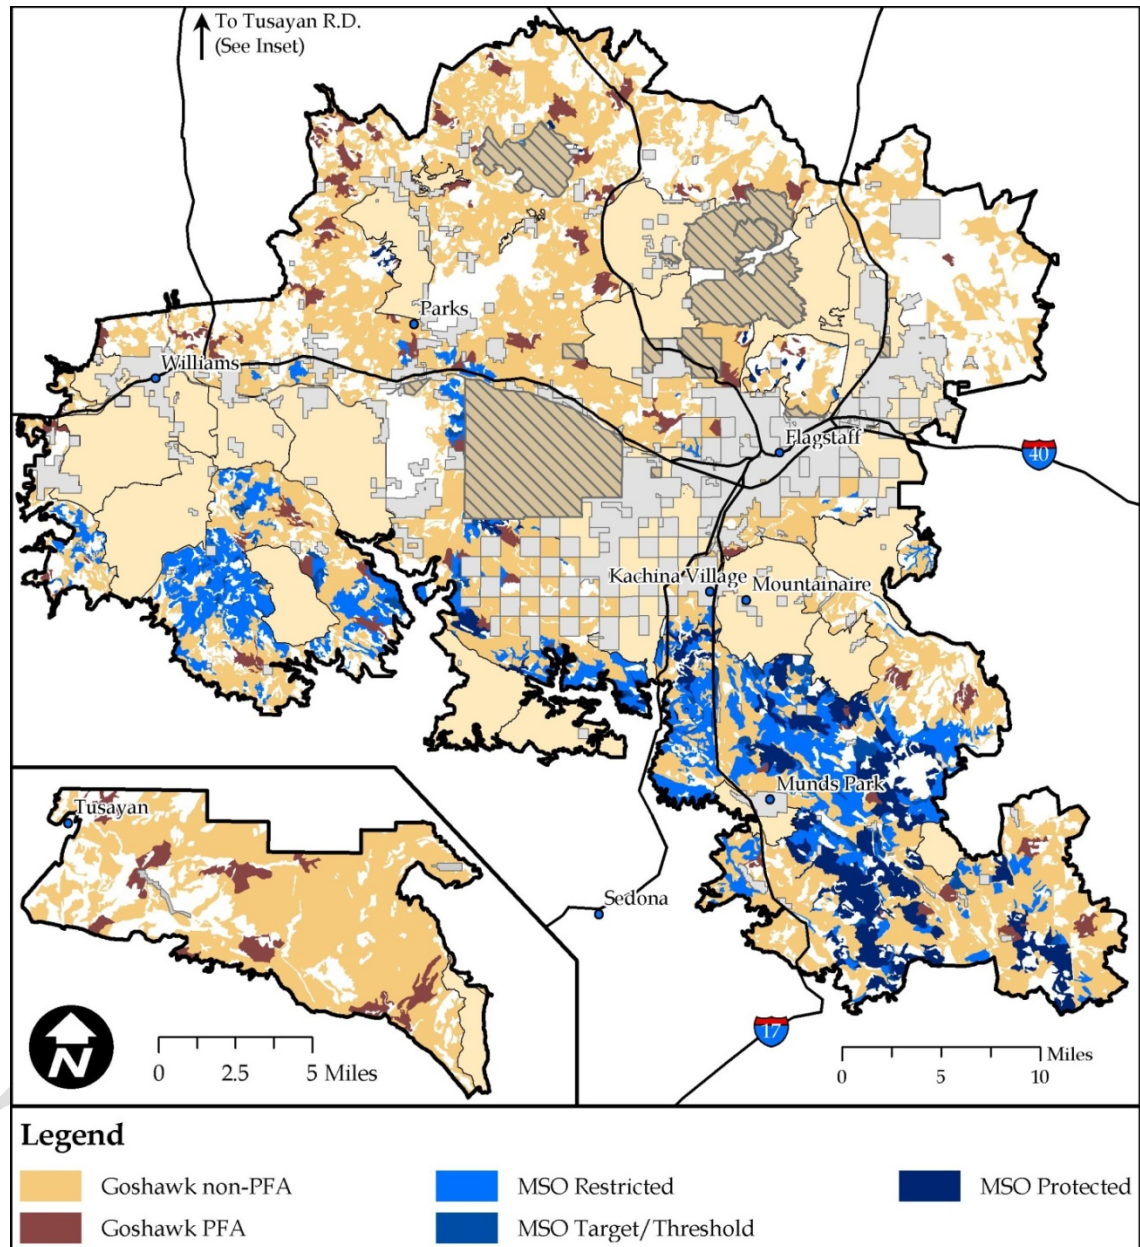 To Tusayan R.D.
(See Inset)
Parks
Williams
Flagstaff
40
Kachina Village
Mountainaire
Munds Park
Tusayan
Sedona
17
N
0 2.5 5 Miles
Miles
0 5 10
Legend
Goshawk non-PFA
MSO Restricted
MSO Protected
Goshawk PFA
MSO Target/Threshold